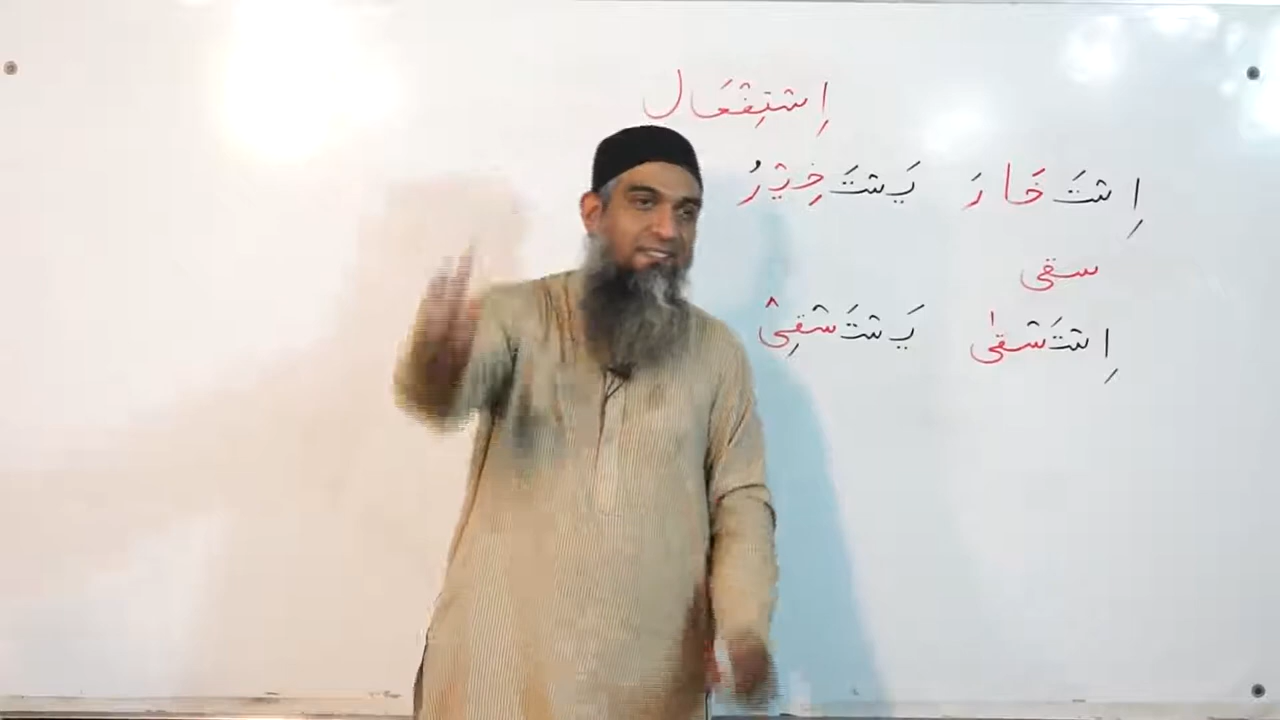 اِسْتِفْعَال
اِسْتَخَارَ يَسْتَخِيْرُ
سقى
اِسْتَسْقٰى يَسْتَسْقِىْ